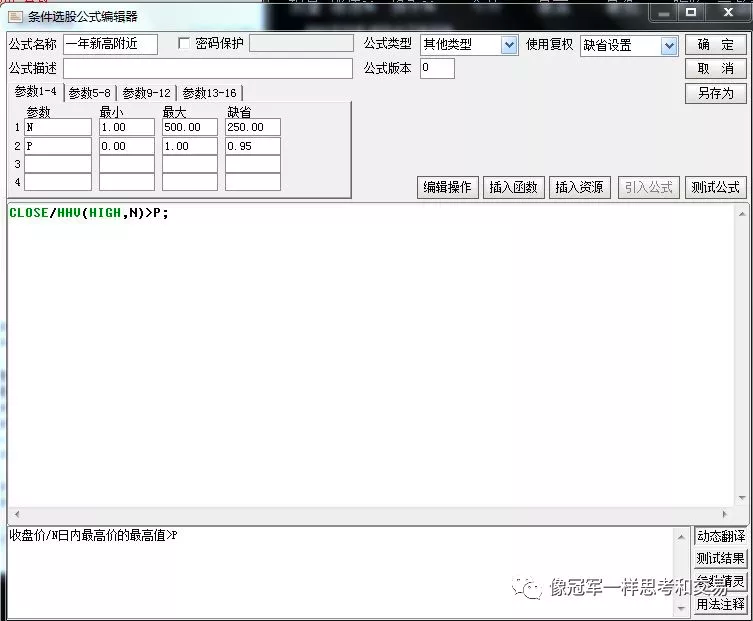 条件选股公式编辑器
公式名称 一年新高附近 密码保护 公式类型 其他类型 使用复权 缺省设置 确 定
公式描述 公式版本 0 取 消
另存为
参数1-4 参数5-8 参数9-12 参数13-16
参数 最小 最大 缺省
1 N 1.00 500.00 250.00
2 P 0.00 1.00 0.95
3
4
编辑操作 插入函数 插入资源 引入公式 测试公式
CLOSE/HHV(HIGH,N)>P;
收盘价/N日内最高价的最高值>P
动态翻译
测试结果
参数精灵
用法注释
像冠军一样思考和交易